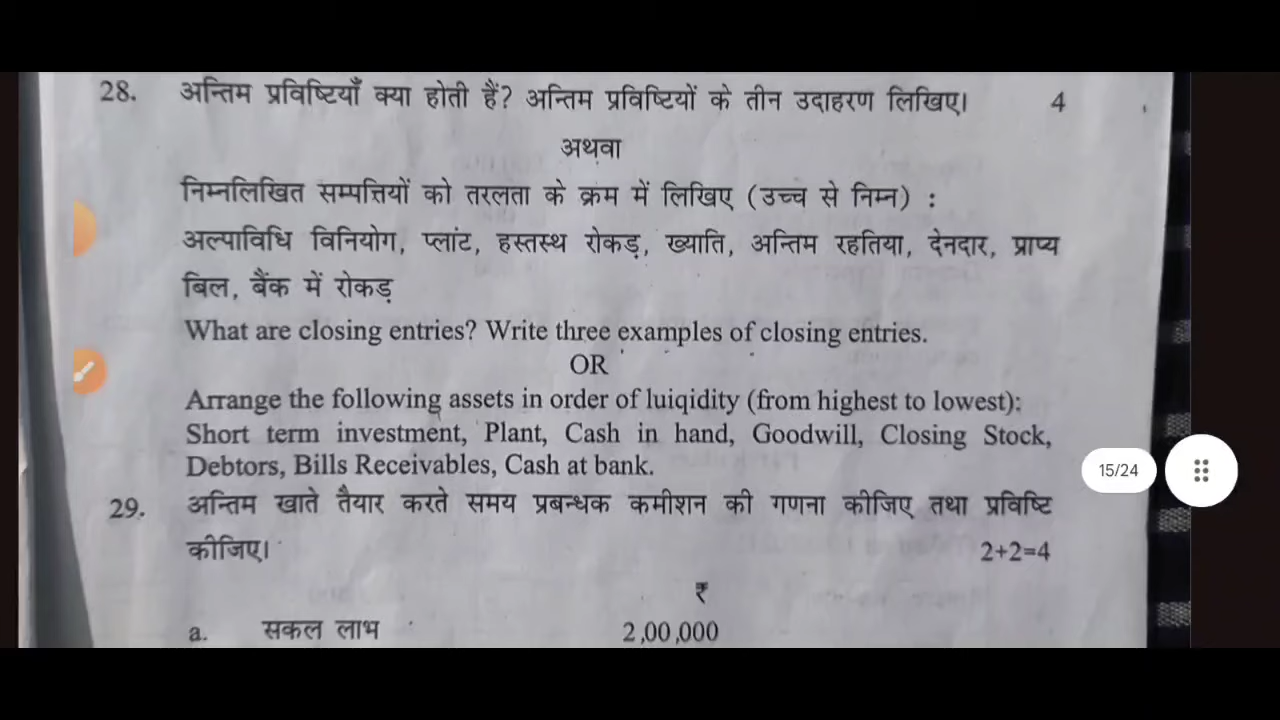 28. अन्तिम प्रविष्टियाँ क्या होती हैं? अन्तिम प्रविष्टियों के तीन उदाहरण लिखिए। 4
अथवा
निम्नलिखित सम्पत्तियों को तरलता के क्रम में लिखिए (उच्च से निम्न) :
अल्पाविधि विनियोग, प्लांट, हस्तस्थ रोकड़, ख्याति, अन्तिम रहतिया, देनदार, प्राप्य
बिल, बैंक में रोकड़
What are closing entries? Write three examples of closing entries.
OR
Arrange the following assets in order of luiqidity (from highest to lowest):
Short term investment, Plant, Cash in hand, Goodwill, Closing Stock,
Debtors, Bills Receivables, Cash at bank.
15/24
29. अन्तिम खाते तैयार करते समय प्रबन्धक कमीशन की गणना कीजिए तथा प्रविष्टि
कीजिए। 2+2=4
₹
a. सकल लाभ 2,00,000